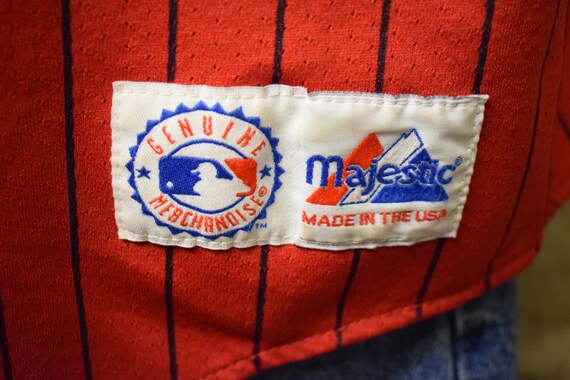 GENUINE
MERCHANDISE®
TM
Majestic®
MADE IN THE USA